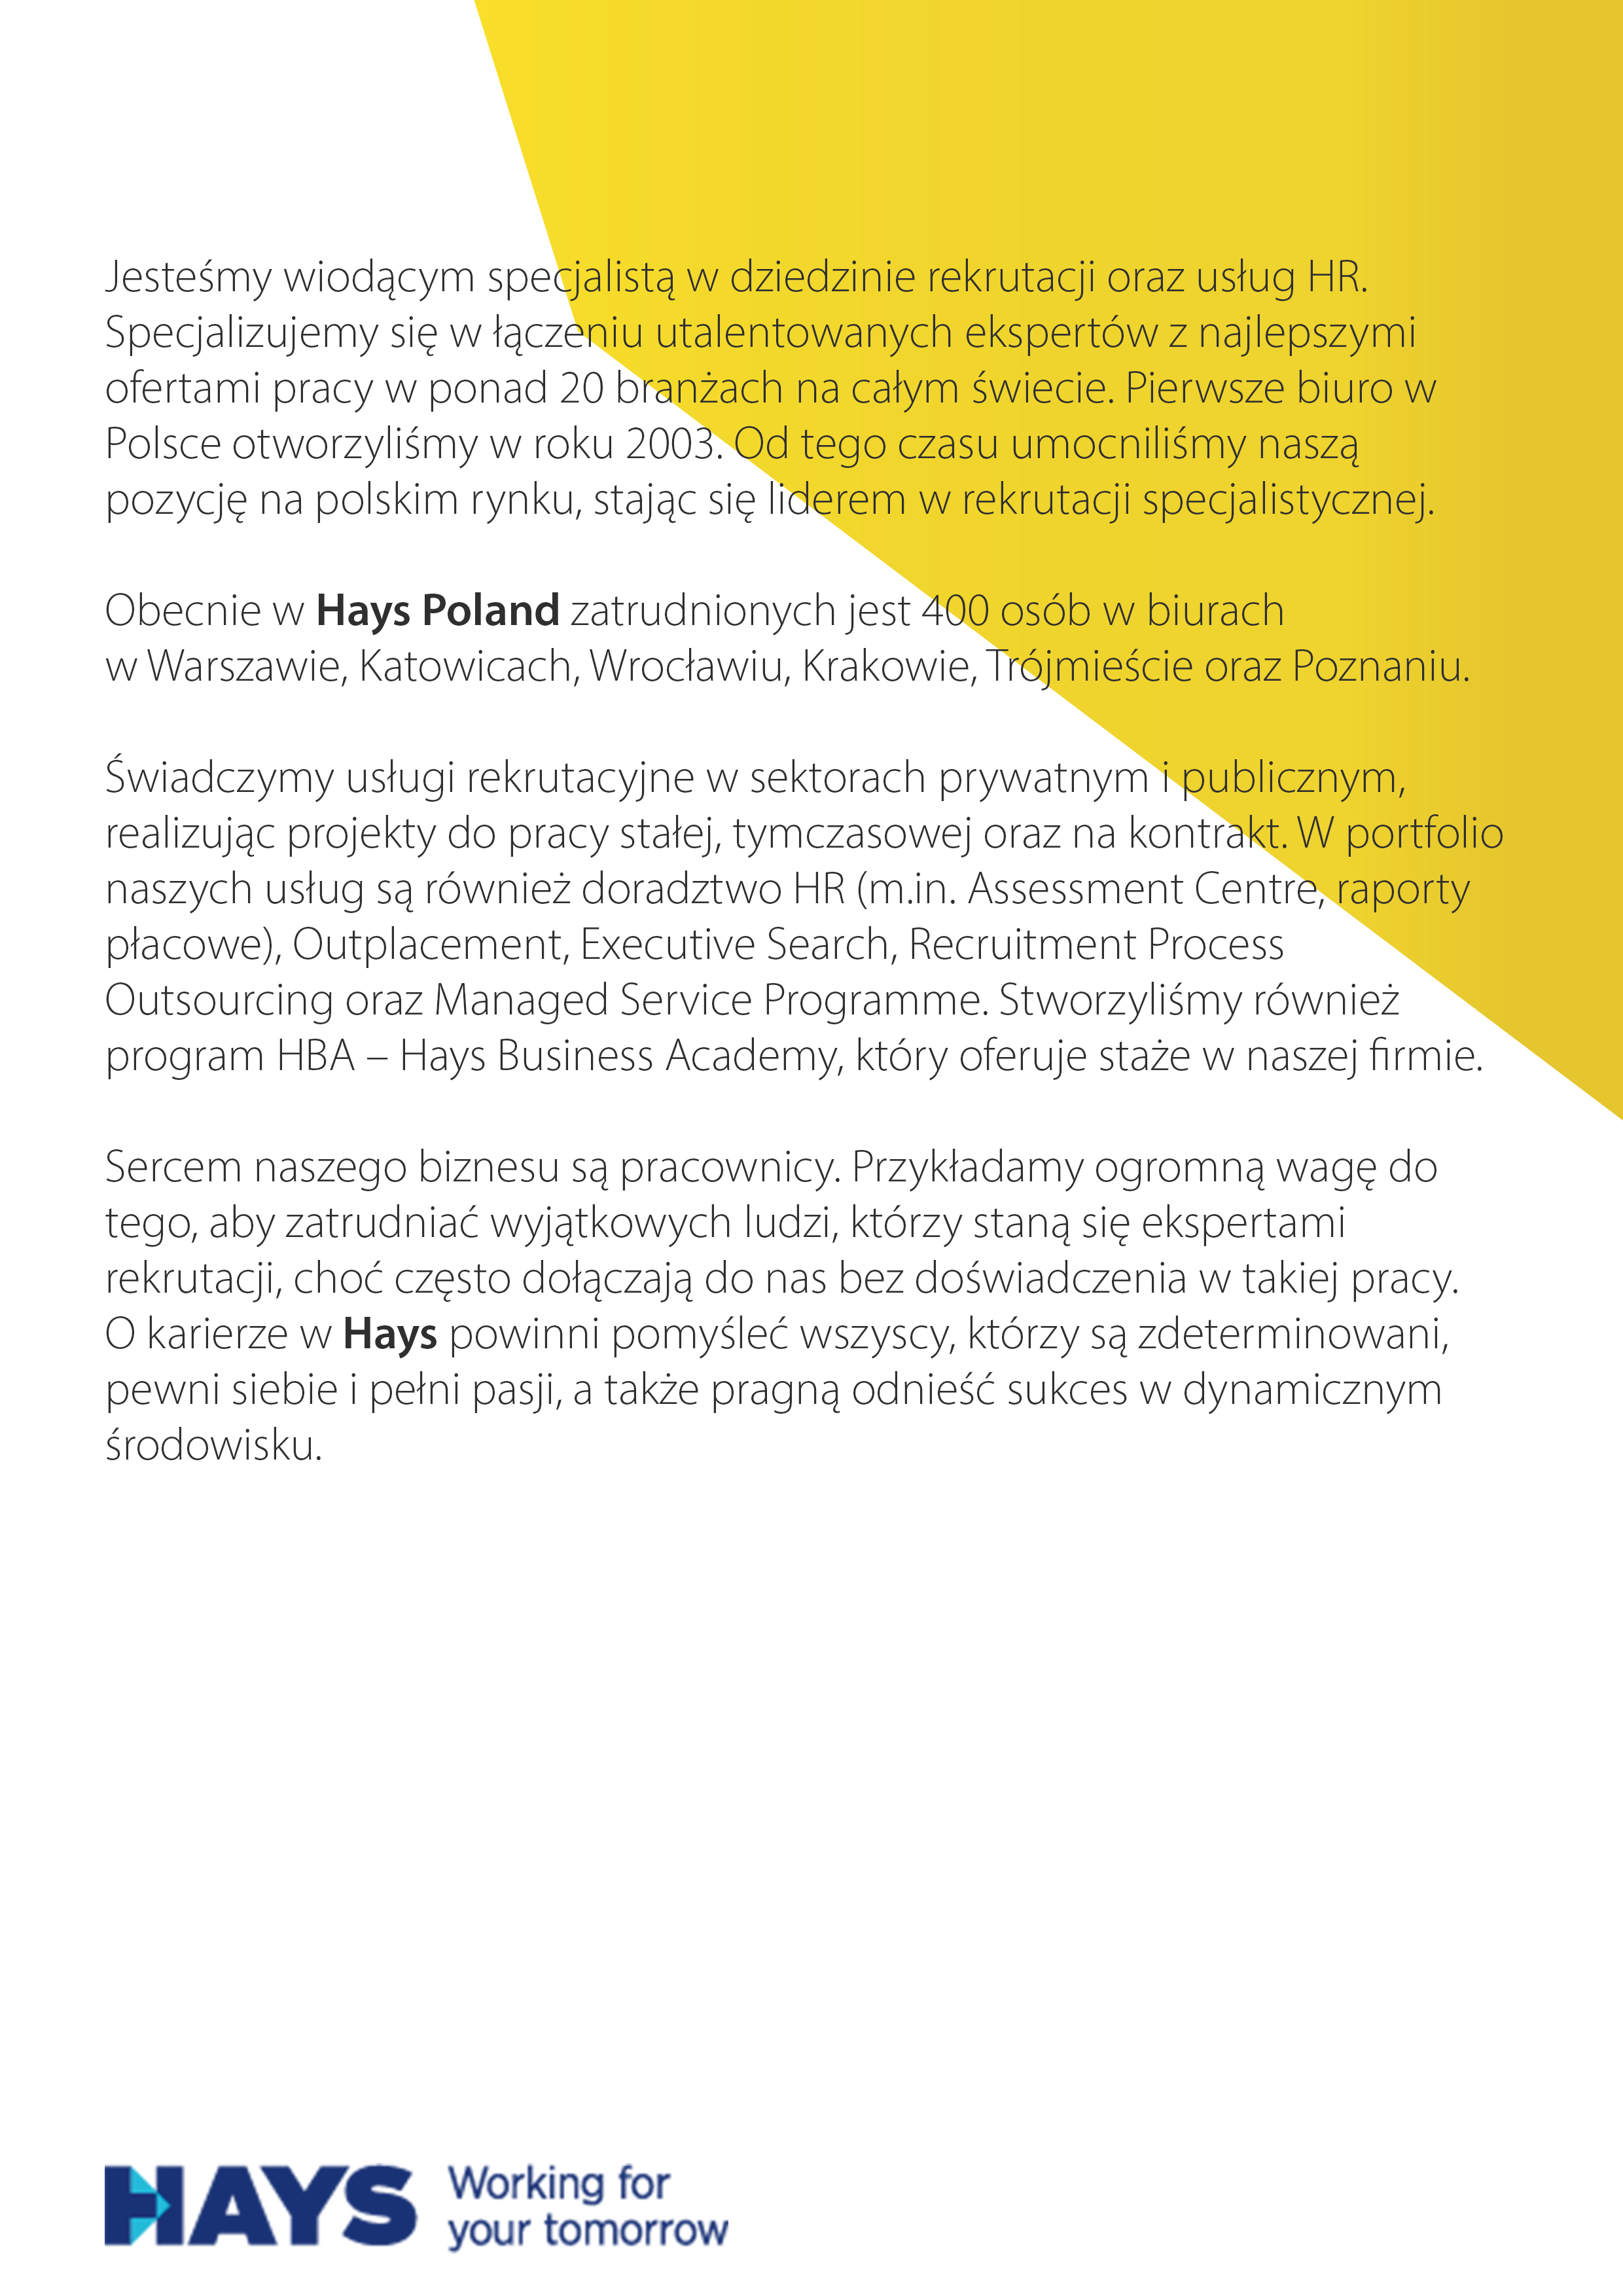 Jesteśmy wiodącym specjalistą w dziedzinie rekrutacji oraz usług HR.
Specjalizujemy się w łączeniu utalentowanych ekspertów z najlepszymi
ofertami pracy w ponad 20 branżach na całym świecie. Pierwsze biuro w
Polsce otworzyliśmy w roku 2003. Od tego czasu umocniliśmy naszą
pozycję na polskim rynku, stając się liderem w rekrutacji specjalistycznej.
Obecnie w Hays Poland zatrudnionych jest 400 osób w biurach
w Warszawie, Katowicach, Wrocławiu, Krakowie, Trójmieście oraz Poznaniu.
Świadczymy usługi rekrutacyjne w sektorach prywatnym i publicznym,
realizując projekty do pracy stałej, tymczasowej oraz na kontrakt. W portfolio
naszych usług są również doradztwo HR (m.in. Assessment Centre, raporty
płacowe), Outplacement, Executive Search, Recruitment Process
Outsourcing oraz Managed Service Programme. Stworzyliśmy również
program HBA – Hays Business Academy, który oferuje staże w naszej firmie.
Sercem naszego biznesu są pracownicy. Przykładamy ogromną wagę do
tego, aby zatrudniać wyjątkowych ludzi, którzy staną się ekspertami
rekrutacji, choć często dołączają do nas bez doświadczenia w takiej pracy.
O karierze w Hays powinni pomyśleć wszyscy, którzy są zdeterminowani,
pewni siebie i pełni pasji, a także pragną odnieść sukces w dynamicznym
środowisku.
HAYS Working for
your tomorrow